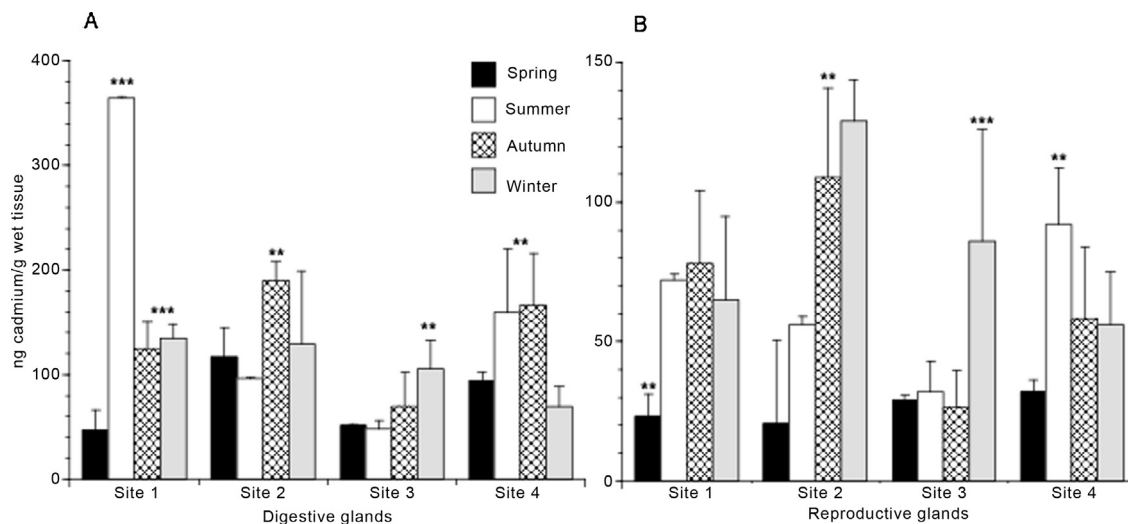 A
B
400
300
200
100
0
ng cadmium/g wet tissue
***
***
**
**
**
Spring
Summer
Autumn
Winter
Site 1
Site 2
Site 3
Site 4
Digestive glands
150
100
50
0
**
**
***
**
Site 1
Site 2
Site 3
Site 4
Reproductive glands